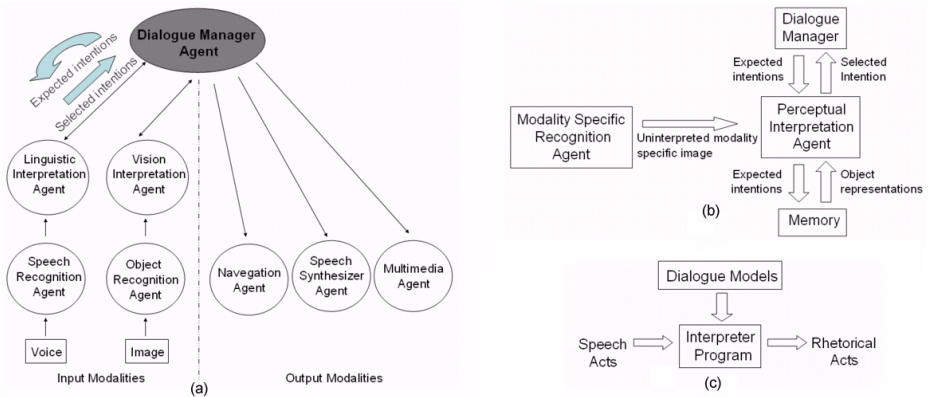 Dialogue Manager
Agent
Expected intentions
Selected intentions
Linguistic
Interpretation
Agent
Vision
Interpretation
Agent
Speech
Recognition
Agent
Object
Recognition
Agent
Navegation
Agent
Speech
Synthesizer
Agent
Multimedia
Agent
Voice
Image
Input Modalities
Output Modalities
(a)
Dialogue
Manager
Expected
intentions
Selected
Intention
Modality Specific
Recognition
Agent
Uninterpreted modality
specific image
Perceptual
Interpretation
Agent
Expected
intentions
Object
representations
Memory
(b)
Dialogue Models
Speech
Acts
Interpreter
Program
Rhetorical
Acts
(c)